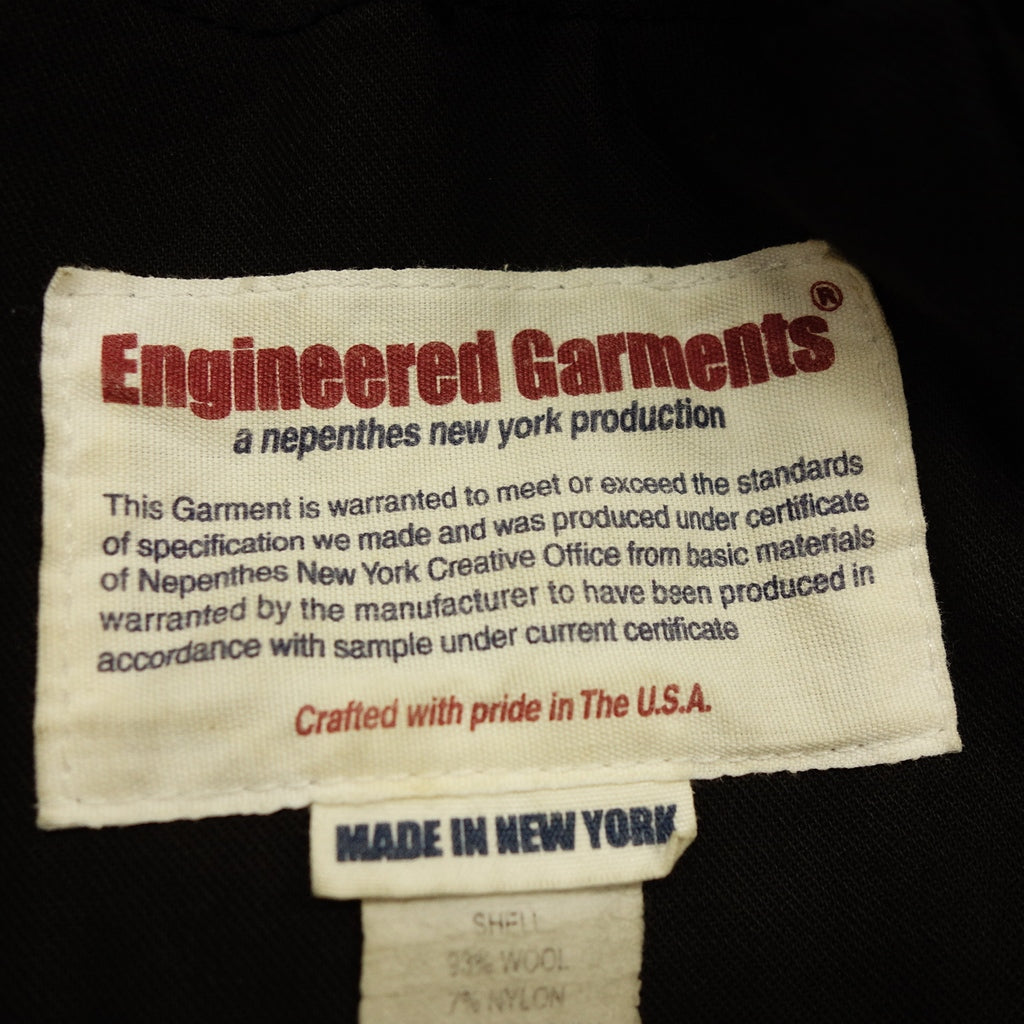 Engineered Garments®
a nepenthes new york production
This Garment is warranted to meet or exceed the standards
of specification we made and was produced under certificate
of Nepenthes New York Creative Office from basic materials
warranted by the manufacturer to have been produced in
accordance with sample under current certificate
Crafted with pride in The U.S.A.
MADE IN NEW YORK
SHELL
93% WOOL
7% NYLON